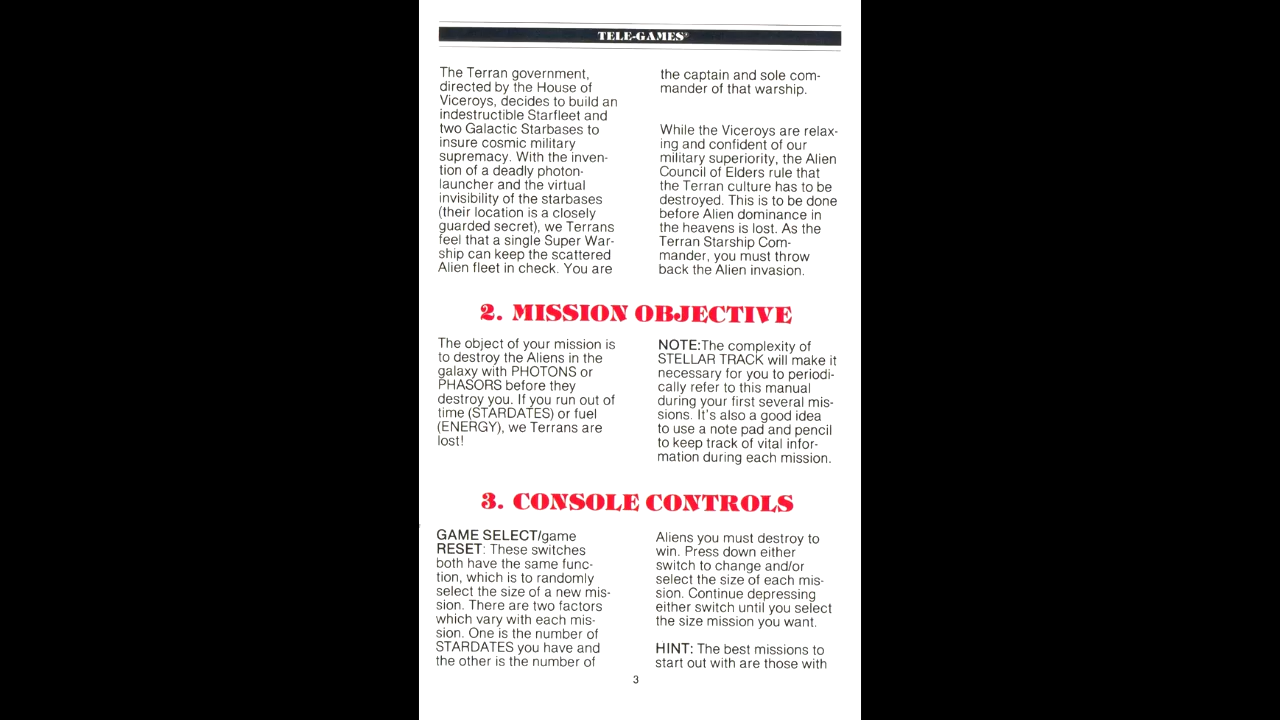 TELE-GAMES®
The Terran government,
directed by the House of
Viceroys, decides to build an
indestructible Starfleet and
two Galactic Starbases to
insure cosmic military
supremacy. With the inven-
tion of a deadly photon-
launcher and the virtual
invisibility of the starbases
(their location is a closely
guarded secret), we Terrans
feel that a single Super War-
ship can keep the scattered
Alien fleet in check. You are
the captain and sole com-
mander of that warship.
While the Viceroys are relax-
ing and confident of our
military superiority, the Alien
Council of Elders rule that
the Terran culture has to be
destroyed. This is to be done
before Alien dominance in
the heavens is lost. As the
Terran Starship Com-
mander, you must throw
back the Alien invasion.
2. MISSION OBJECTIVE
The object of your mission is
to destroy the Aliens in the
galaxy with PHOTONS or
PHASORS before they
destroy you. If you run out of
time (STARDATES) or fuel
(ENERGY), we Terrans are
lost!
NOTE:The complexity of
STELLAR TRACK will make it
necessary for you to periodi-
cally refer to this manual
during your first several mis-
sions. It's also a good idea
to use a note pad and pencil
to keep track of vital infor-
mation during each mission.
3. CONSOLE CONTROLS
GAME SELECT/game
RESET: These switches
both have the same func-
tion, which is to randomly
select the size of a new mis-
sion. There are two factors
which vary with each mis-
sion. One is the number of
STARDATES you have and
the other is the number of
Aliens you must destroy to
win. Press down either
switch to change and/or
select the size of each mis-
sion. Continue depressing
either switch until you select
the size mission you want.
HINT: The best missions to
start out with are those with
3